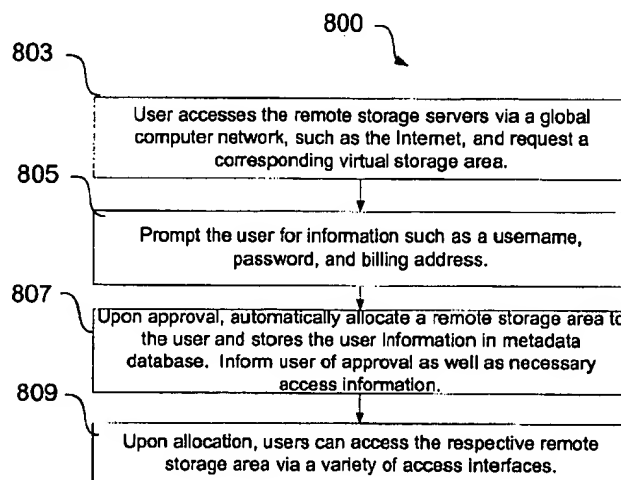 800
803
User accesses the remote storage servers via a global
computer network, such as the Internet, and request a
corresponding virtual storage area.
805
Prompt the user for information such as a username,
password, and billing address.
807
Upon approval, automatically allocate a remote storage area to
the user and stores the user Information in metadata
database. Inform user of approval as well as necessary
access information.
809
Upon allocation, users can access the respective remote
storage area via a variety of access interfaces.